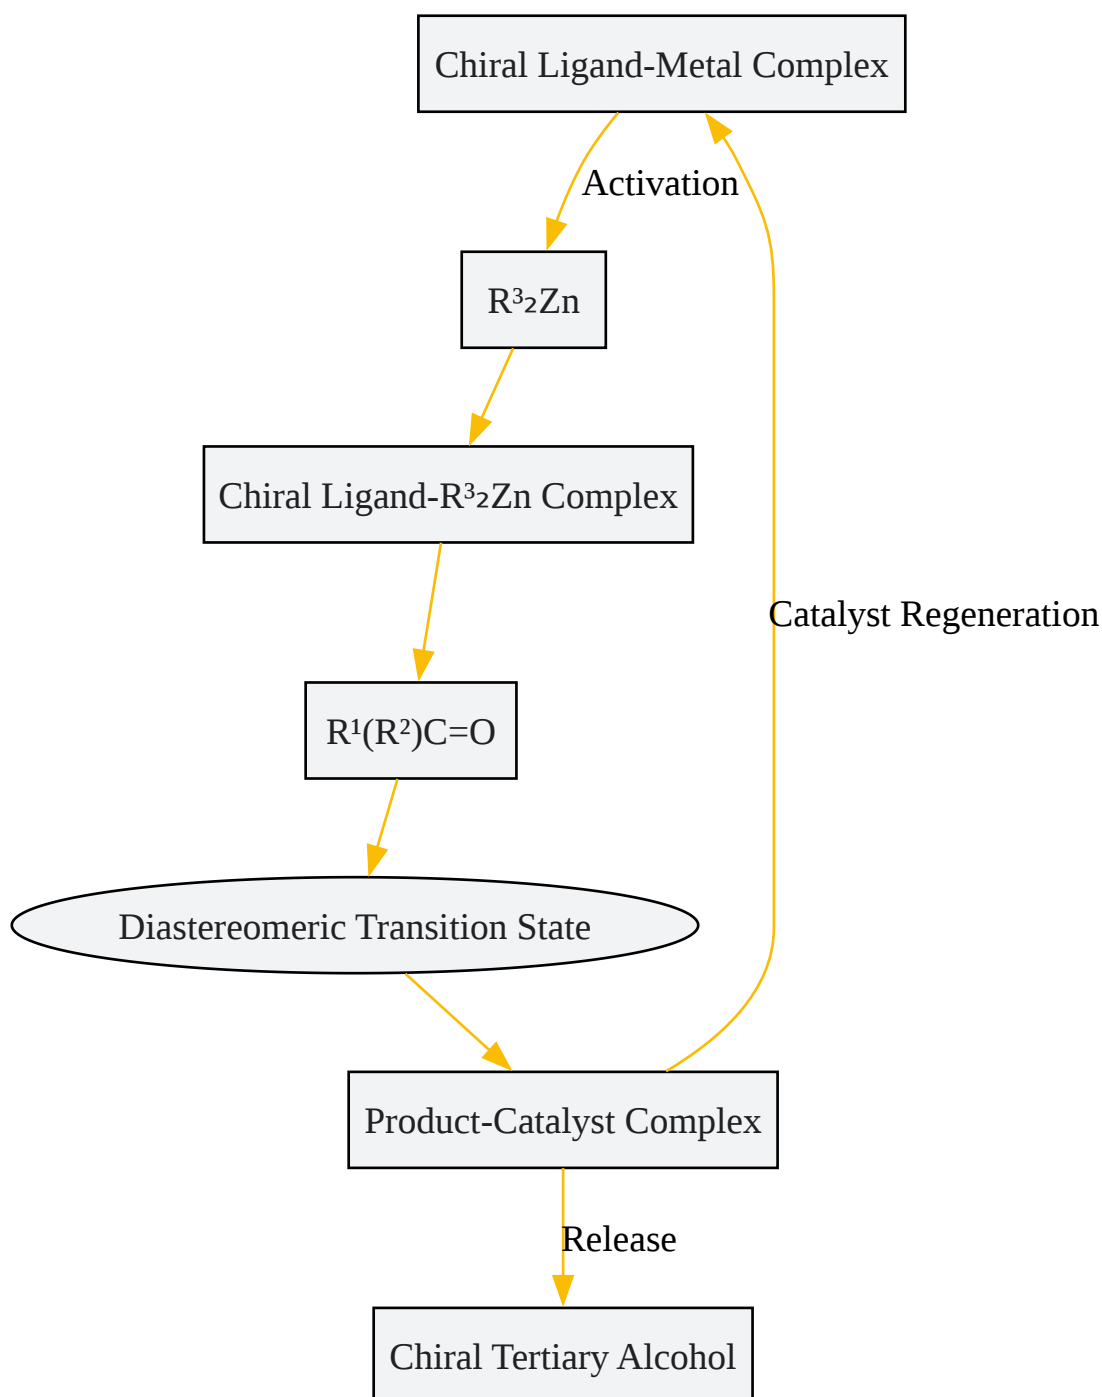 Chiral Ligand-Metal Complex
Activation
R³₂Zn
Chiral Ligand-R³₂Zn Complex
Catalyst Regeneration
R¹(R²)C=O
Diastereomeric Transition State
Product-Catalyst Complex
Release
Chiral Tertiary Alcohol